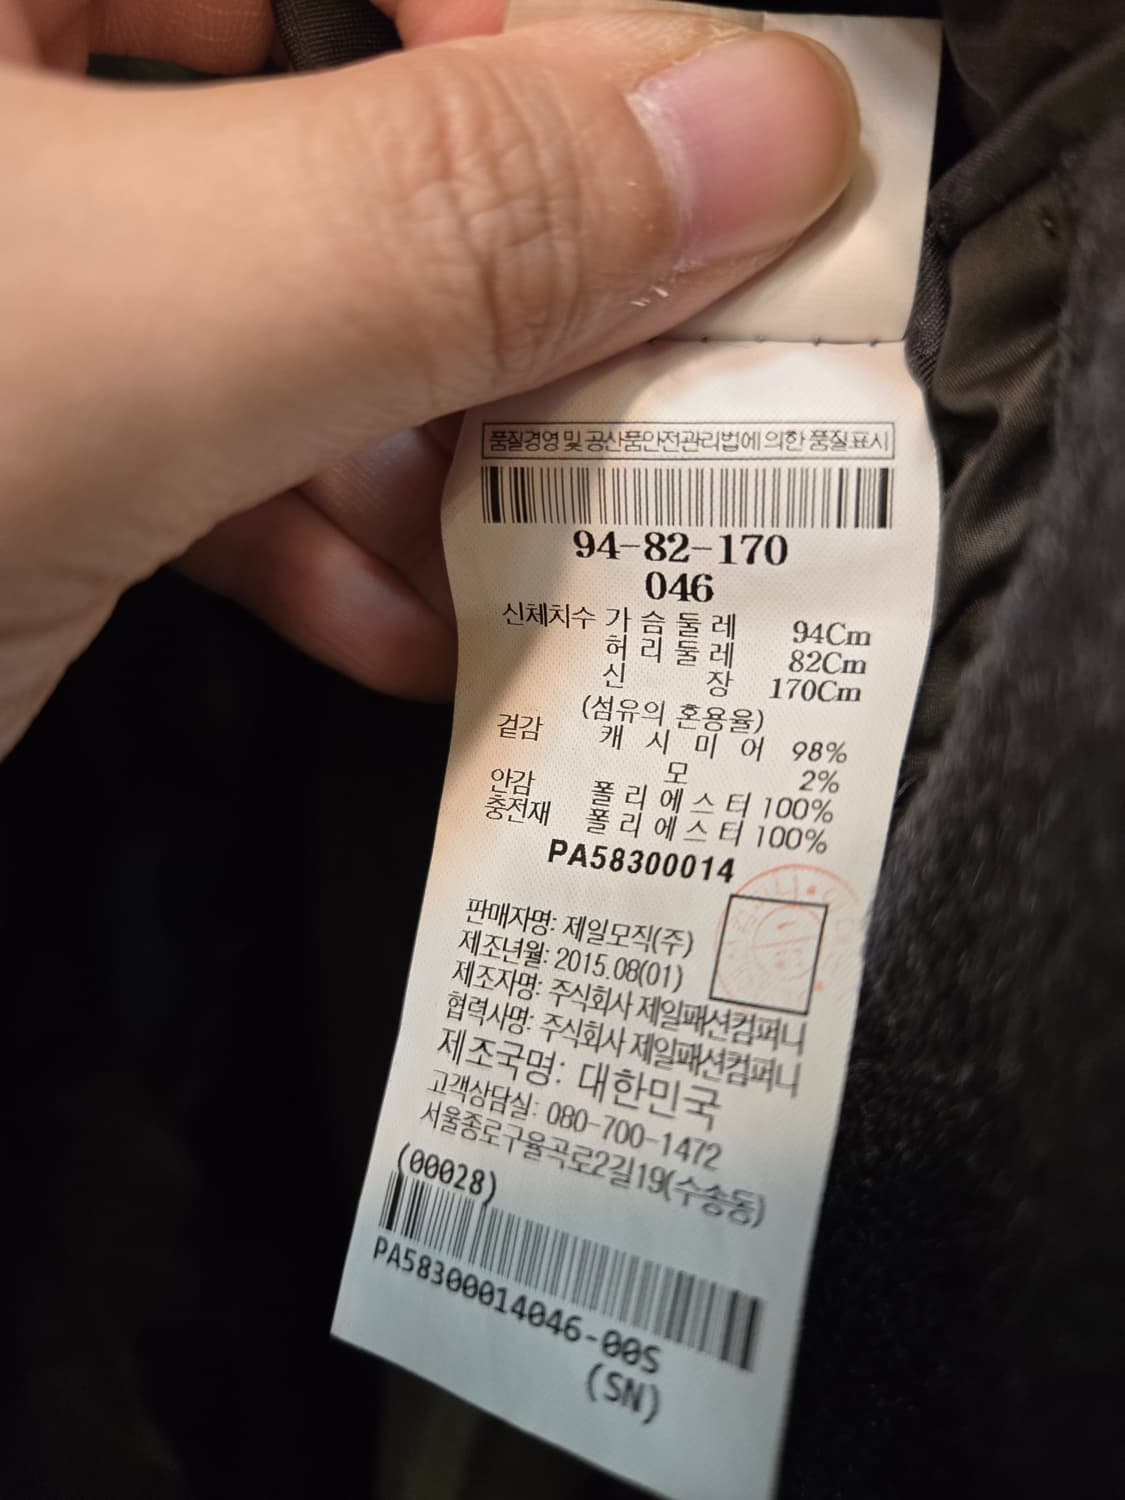 품질경영 및 공산품안전관리법에 의한 품질표시
94-82-170
046
신체치수 가슴둘레 94Cm
허리둘레 82Cm
신장 170Cm
(섬유의 혼용율)
겉감 캐시미어 98%
모 2%
안감 폴리에스터 100%
충전재 폴리에스터 100%
PA58300014
판매자명: 제일모직(주)
제조년월: 2015.08(01)
제조자명: 주식회사 제일패션컴퍼니
협력사명: 주식회사 제일패션컴퍼니
제조국명: 대한민국
고객상담실: 080-700-1472
서울종로구율곡로2길19(수송동)
(00028)
PA58300014046-00S
(SN)